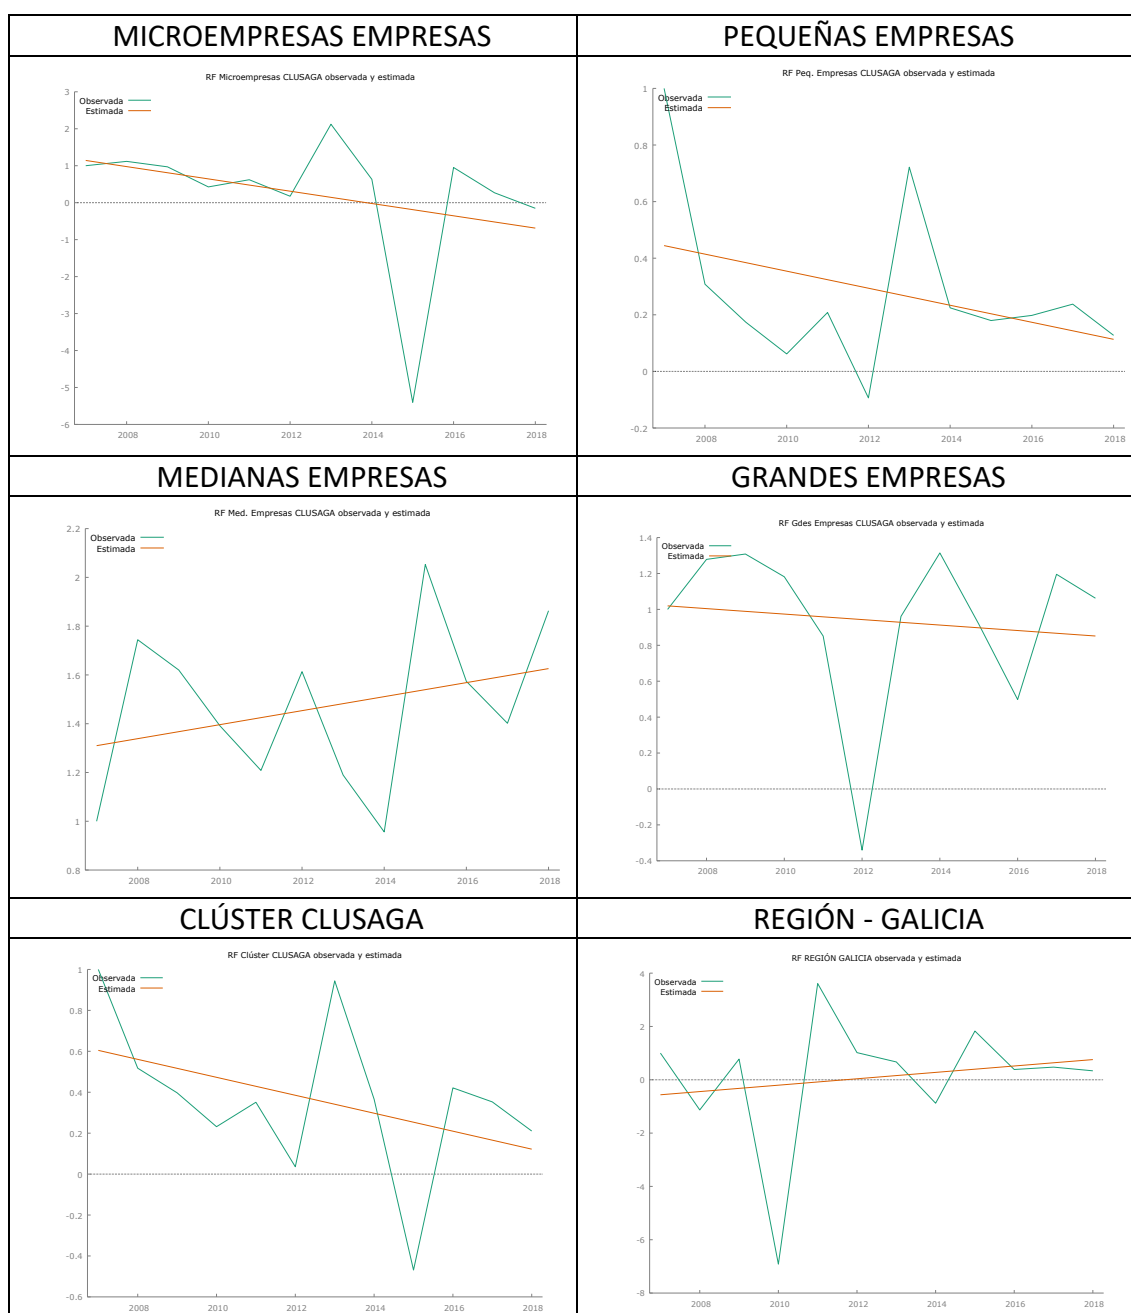 MICROEMPRESAS EMPRESAS
RF Microempresas CLUSAGA observada y estimada
Observada
Estimada
3
2
1
0
-1
-2
-3
-4
-5
-6
2008 2010 2012 2014 2016 2018
PEQUEÑAS EMPRESAS
RF Peq. Empresas CLUSAGA observada y estimada
Observada
Estimada
1
0.8
0.6
0.4
0.2
0
-0.2
2008 2010 2012 2014 2016 2018
MEDIANAS EMPRESAS
RF Med. Empresas CLUSAGA observada y estimada
Observada
Estimada
2.2
2
1.8
1.6
1.4
1.2
1
0.8
2008 2010 2012 2014 2016 2018
GRANDES EMPRESAS
RF Gdes Empresas CLUSAGA observada y estimada
Observada
Estimada
1.4
1.2
1
0.8
0.6
0.4
0.2
0
-0.2
-0.4
2008 2010 2012 2014 2016 2018
CLÚSTER CLUSAGA
RF Clúster CLUSAGA observada y estimada
Observada
Estimada
1
0.8
0.6
0.4
0.2
0
-0.2
-0.4
-0.6
2008 2010 2012 2014 2016 2018
REGIÓN - GALICIA
RF REGIÓN GALICIA observada y estimada
Observada
Estimada
4
2
0
-2
-4
-6
-8
2008 2010 2012 2014 2016 2018